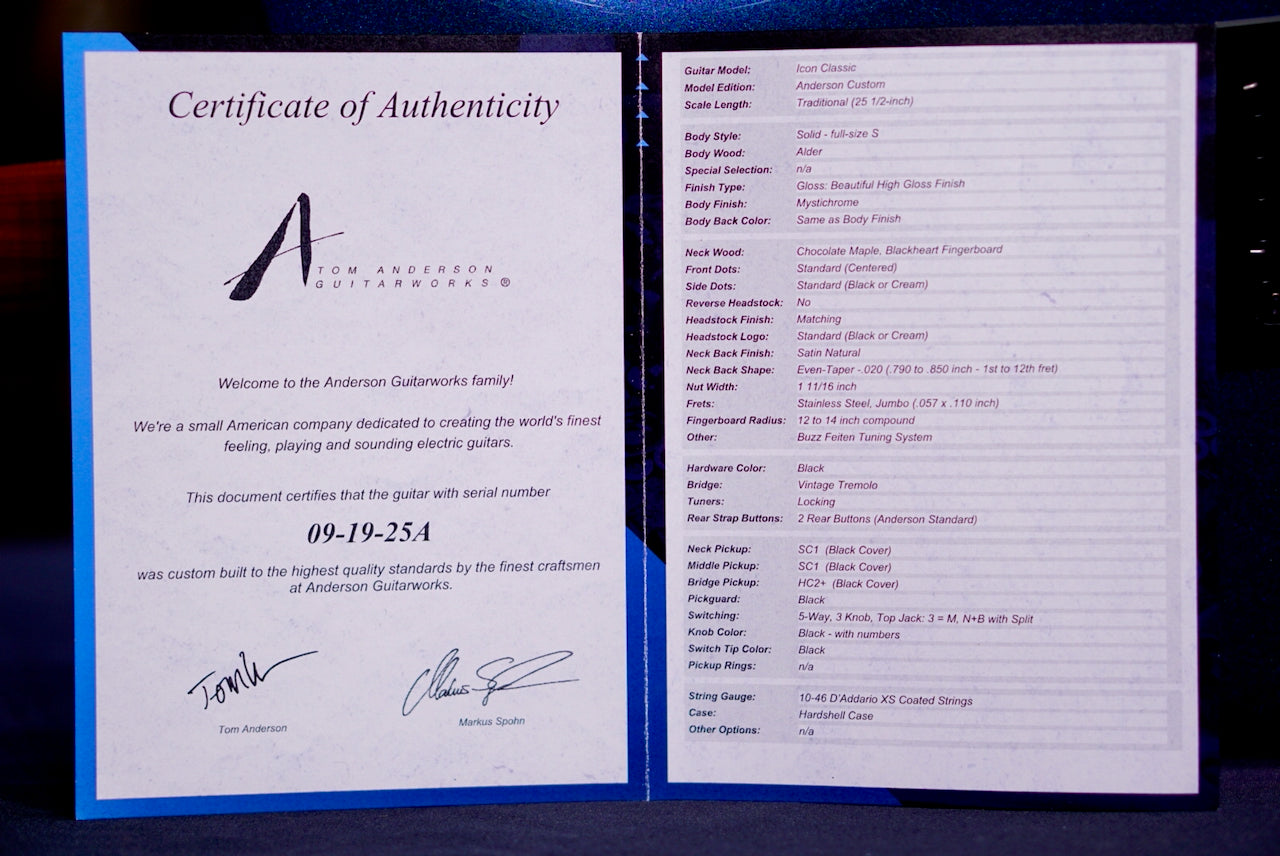 Certificate of Authenticity
TOM ANDERSON
GUITARWORKS ®
Welcome to the Anderson Guitarworks family!
We're a small American company dedicated to creating the world's finest
feeling, playing and sounding electric guitars.
This document certifies that the guitar with serial number
09-19-25A
was custom built to the highest quality standards by the finest craftsmen
at Anderson Guitarworks.
Tom Anderson
Markus Spohn
Guitar Model: Icon Classic
Model Edition: Anderson Custom
Scale Length: Traditional (25 1/2-inch)
Body Style: Solid - full-size S
Body Wood: Alder
Special Selection: n/a
Finish Type: Gloss: Beautiful High Gloss Finish
Body Finish: Mystichrome
Body Back Color: Same as Body Finish
Neck Wood: Chocolate Maple, Blackheart Fingerboard
Front Dots: Standard (Centered)
Side Dots: Standard (Black or Cream)
Reverse Headstock: No
Headstock Finish: Matching
Headstock Logo: Standard (Black or Cream)
Neck Back Finish: Satin Natural
Neck Back Shape: Even-Taper -.020 (.790 to .850 inch - 1st to 12th fret)
Nut Width: 1 11/16 inch
Frets: Stainless Steel, Jumbo (.057 x .110 inch)
Fingerboard Radius: 12 to 14 inch compound
Other: Buzz Feiten Tuning System
Hardware Color: Black
Bridge: Vintage Tremolo
Tuners: Locking
Rear Strap Buttons: 2 Rear Buttons (Anderson Standard)
Neck Pickup: SC1 (Black Cover)
Middle Pickup: SC1 (Black Cover)
Bridge Pickup: HC2+ (Black Cover)
Pickguard: Black
Switching: 5-Way, 3 Knob, Top Jack: 3 = M, N+B with Split
Knob Color: Black - with numbers
Switch Tip Color: Black
Pickup Rings: n/a
String Gauge: 10-46 D'Addario XS Coated Strings
Case: Hardshell Case
Other Options: n/a